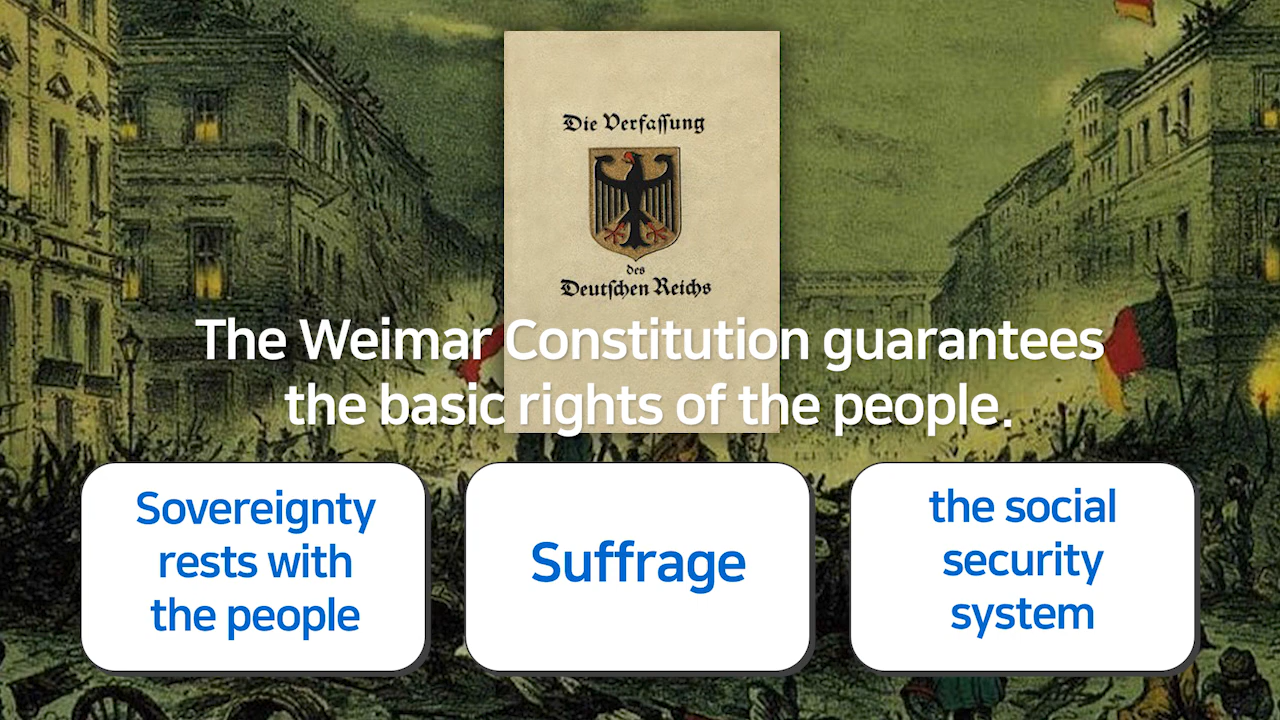 Die Verfaſſung
des
Deutſchen Reichs
The Weimar Constitution guarantees
the basic rights of the people.
Sovereignty
rests with
the people
Suffrage
the social
security
system